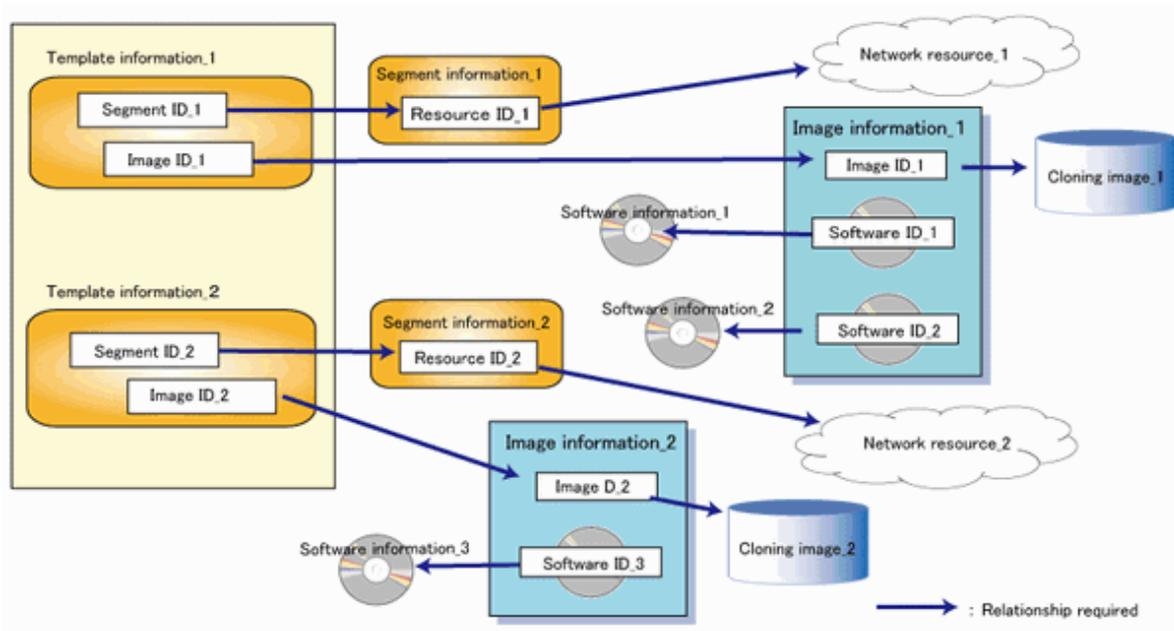 Template information_1
Segment ID_1
Image ID_1
Segment information_1
Resource ID_1
Network resource_1
Image information_1
Image ID_1
Cloning image_1
Software information_1
Software ID_1
Software information_2
Software ID_2
Template information_2
Segment ID_2
Image ID_2
Segment information_2
Resource ID_2
Network resource_2
Image information_2
Image D_2
Cloning image_2
Software information_3
Software ID_3
: Relationship required